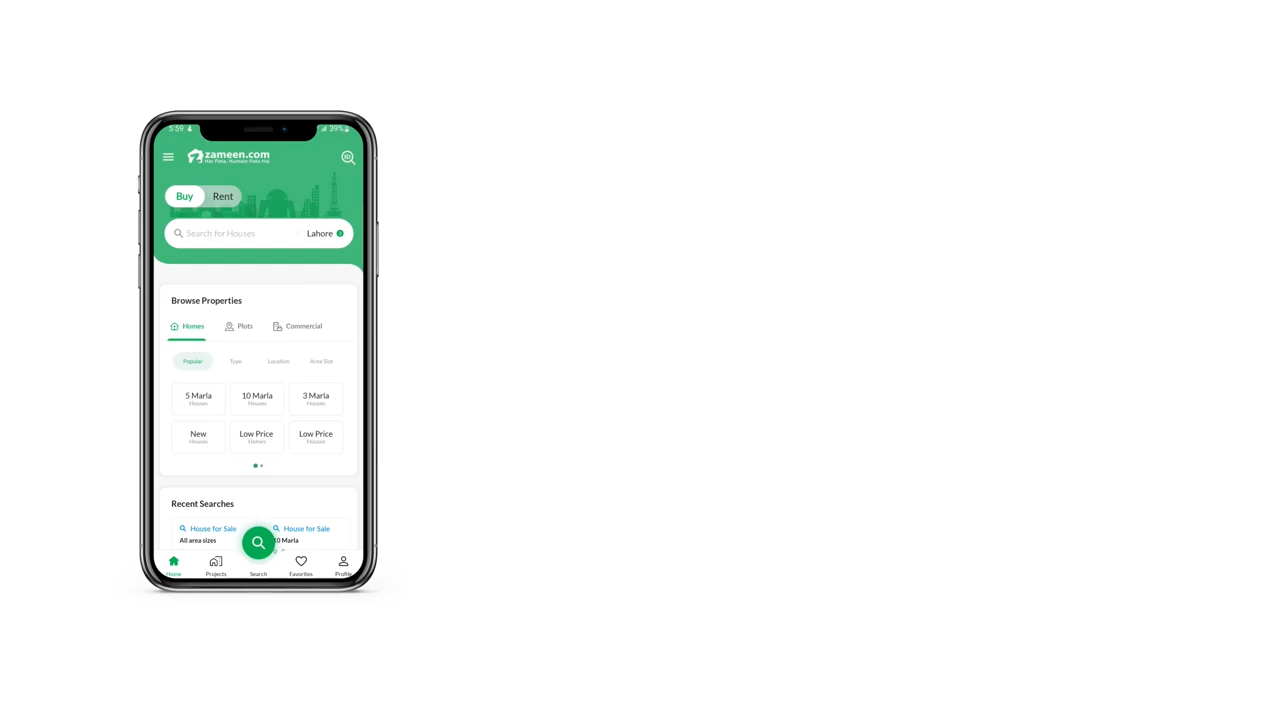 5:59 39%
zameen.com
Har Pata, Humain Pata Hai
ID
Buy Rent
Search for Houses Lahore
Browse Properties
Homes Plots Commercial
Popular Type Location Area Size
5 Marla 10 Marla 3 Marla
Houses Houses Houses
New Low Price Low Price
Houses Homes Houses
Recent Searches
House for Sale House for Sale
All area sizes 10 Marla
Home Projects Search Favorites Profile